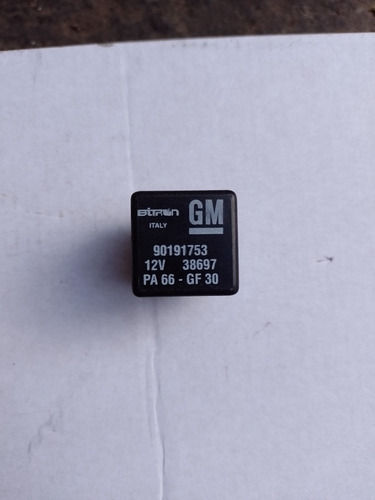 BITRON GM
ITALY
90191753
12V 38697
PA 66 - GF 30